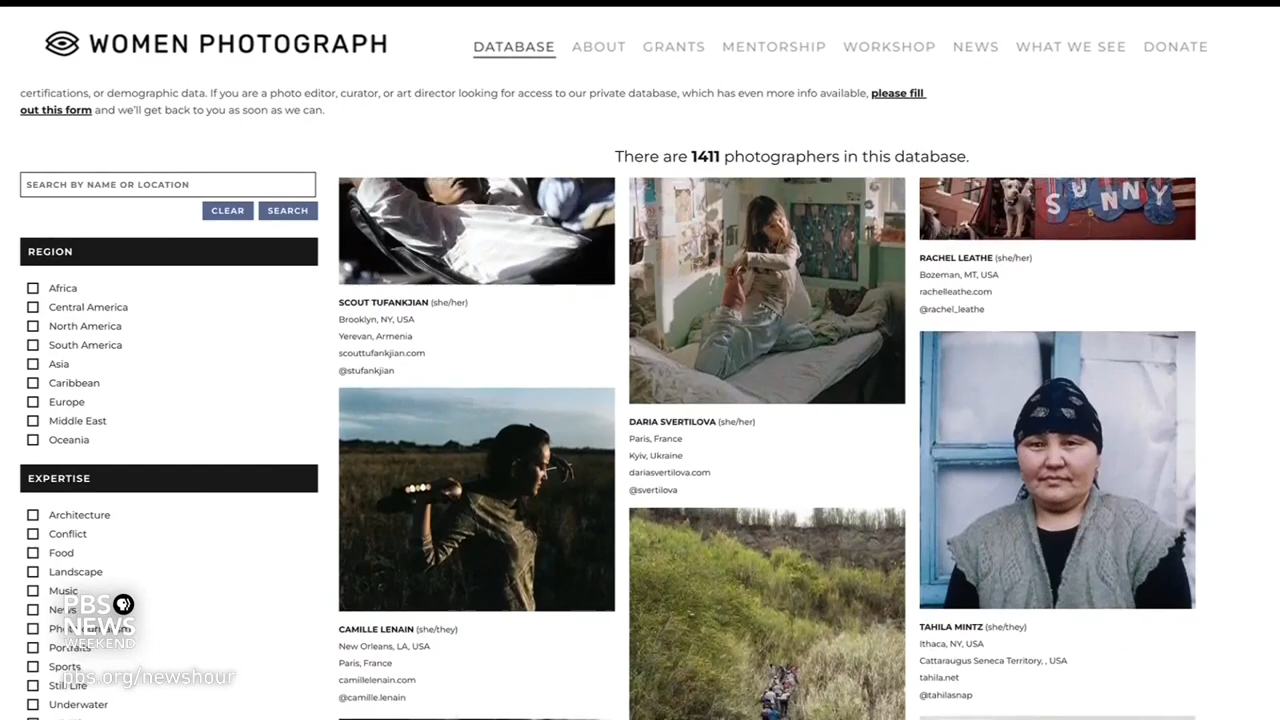 WOMEN PHOTOGRAPH
DATABASE ABOUT GRANTS MENTORSHIP WORKSHOP NEWS WHAT WE SEE DONATE
certifications, or demographic data. If you are a photo editor, curator, or art director looking for access to our private database, which has even more info available, please fill
out this form and we'll get back to you as soon as we can.
There are 1411 photographers in this database.
SEARCH BY NAME OR LOCATION
CLEAR SEARCH
REGION
Africa
Central America
North America
South America
Asia
Caribbean
Europe
Middle East
Oceania
EXPERTISE
Architecture
Conflict
Food
Landscape
Music
News
Photojournalism
Portraits
Sports
Still Life
Underwater
SCOUT TUFANKJIAN (she/her)
Brooklyn, NY, USA
Yerevan, Armenia
scouttufankjian.com
@stufankjian
CAMILLE LENAIN (she/they)
New Orleans, LA, USA
Paris, France
camillelenain.com
@camille.lenain
DARIA SVERTILOVA (she/her)
Paris, France
Kyiv, Ukraine
dariasvertilova.com
@svertilova
SUNNY
RACHEL LEATHE (she/her)
Bozeman, MT, USA
rachelleathe.com
@rachel_leathe
TAHILA MINTZ (she/they)
Ithaca, NY, USA
Cattaraugus Seneca Territory, , USA
tahila.net
@tahilasnap
PBS
NEWS
WEEKEND
pbs.org/newshour